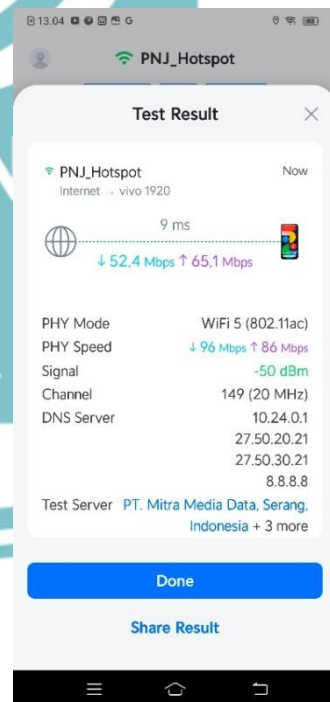 13.04
PNJ_Hotspot
Test Result
PNJ_Hotspot Now
Internet → vivo 1920
9 ms
↓ 52,4 Mbps ↑ 65,1 Mbps
PHY Mode WiFi 5 (802.11ac)
PHY Speed ↓ 96 Mbps ↑ 86 Mbps
Signal -50 dBm
Channel 149 (20 MHz)
DNS Server 10.24.0.1
27.50.20.21
27.50.30.21
8.8.8.8
Test Server PT. Mitra Media Data, Serang,
Indonesia + 3 more
Done
Share Result